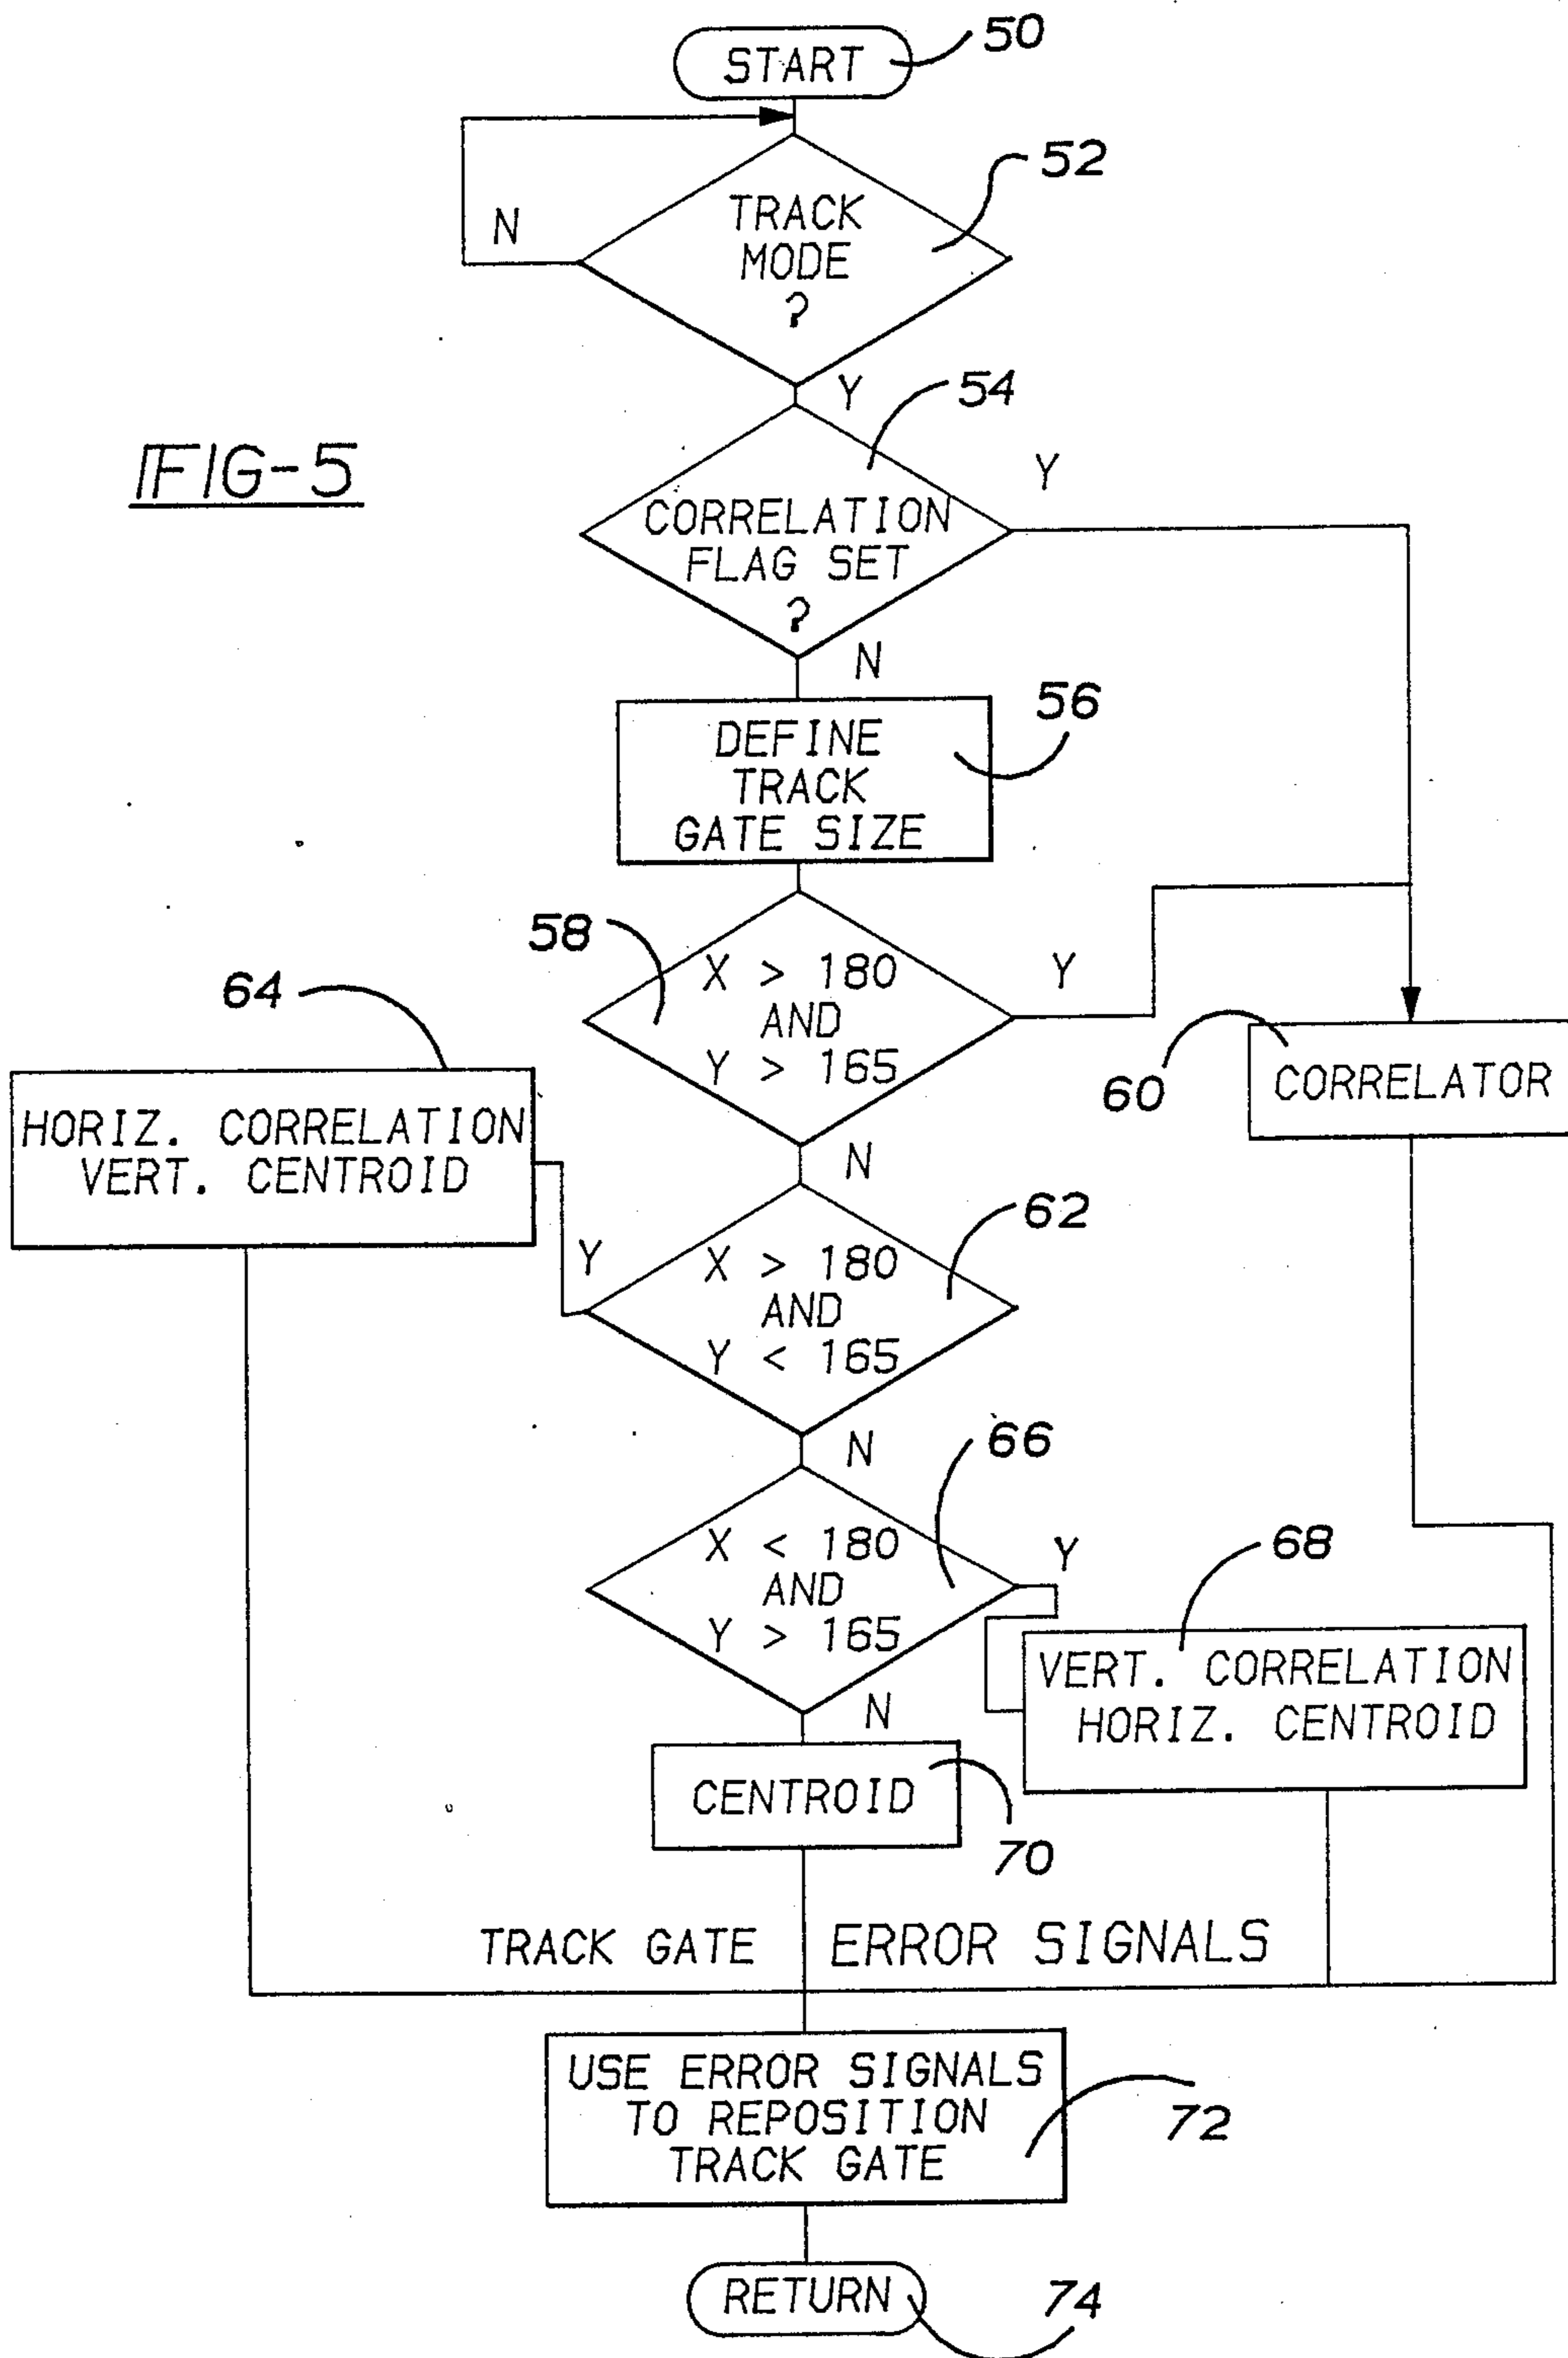 START
50
52
TRACK
MODE
?
N
Y
54
FIG-5
CORRELATION
FLAG SET
?
Y
N
56
DEFINE
TRACK
GATE SIZE
58
X > 180
AND
Y > 165
Y
N
64
HORIZ. CORRELATION
VERT. CENTROID
60
CORRELATOR
62
X > 180
AND
Y < 165
Y
N
66
X < 180
AND
Y > 165
Y
N
68
VERT. CORRELATION
HORIZ. CENTROID
CENTROID
70
TRACK GATE ERROR SIGNALS
USE ERROR SIGNALS
TO REPOSITION
TRACK GATE
72
RETURN
74